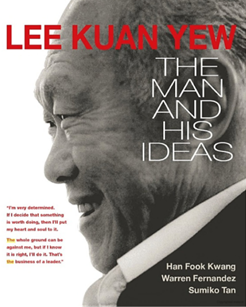 LEE KUAN YEW
THE
MAN
AND
HIS
IDEAS
"I'm very determined.
If I decide that something
is worth doing, then I'll put
my heart and soul to it.
The whole ground can be
against me, but if I know
it is right, I'll do it. That's
the business of a leader."
Han Fook Kwang
Warren Fernandez
Sumiko Tan